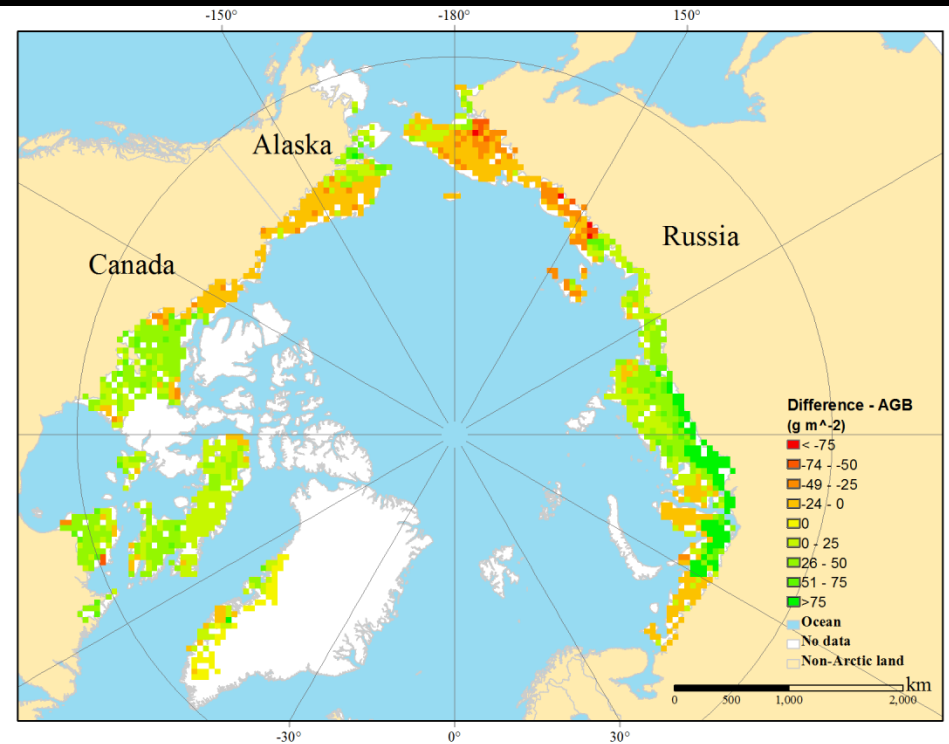 -150° -180° 150°
Alaska
Russia
Canada
Difference - AGB
(g m^-2)
< -75
-74 - -50
-49 - -25
-24 - 0
0
0 - 25
26 - 50
51 - 75
>75
Ocean
No data
Non-Arctic land
km
0 500 1,000 2,000
-30° 0° 30°